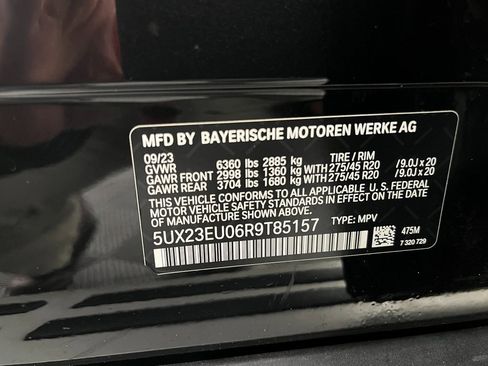 MFD BY BAYERISCHE MOTOREN WERKE AG
09/23 TIRE / RIM
GVWR 6360 lbs 2885 kg
GAWR FRONT 2998 lbs 1360 kg WITH 275/45 R20 / 9.0J x 20
GAWR REAR 3704 lbs 1680 kg WITH 275/45 R20 / 9.0J x 20
THIS VEHICLE CONFORMS TO ALL APPLICABLE U.S. FEDERAL
MOTOR VEHICLE SAFETY STANDARDS IN EFFECT ON THE
DATE OF MANUFACTURE SHOWN ABOVE.
5UX23EU06R9T85157 TYPE: MPV
475M
7 320 729